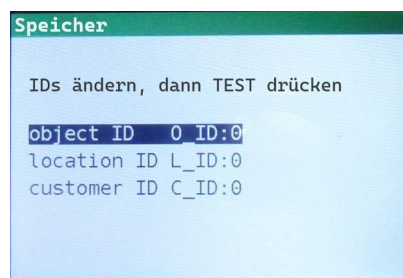 Speicher
IDs ändern, dann TEST drücken
object ID O_ID:0
location ID L_ID:0
customer ID C_ID:0